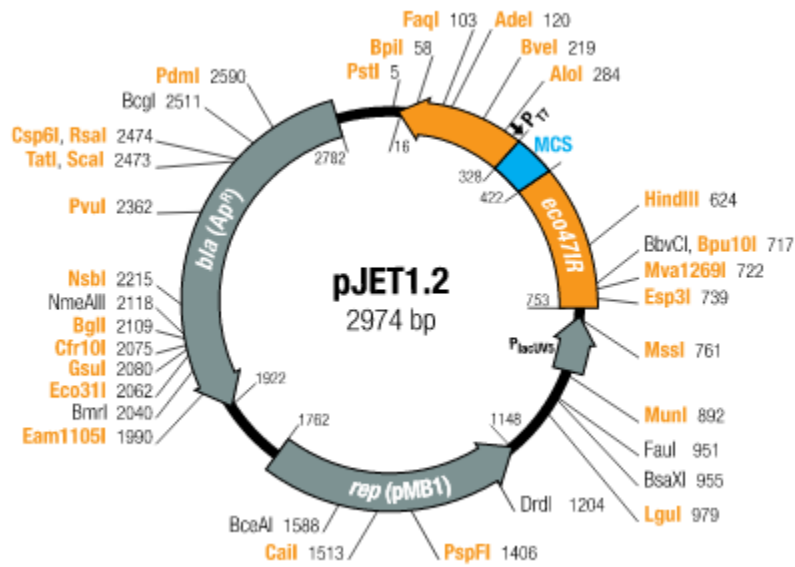 FaqI 103
AdeI 120
BpiI 58
BveI 219
PstI 5
AloI 284
PdmI 2590
BcgI 2511
Csp6I, RsaI 2474
TatI, ScaI 2473
PvuI 2362
NsbI 2215
NmeAIII 2118
BglI 2109
Cfr10I 2075
GsuI 2080
Eco31I 2062
BmrI 2040
Eam1105I 1990
2782
16
PT7
MCS
328
422
bla (ApR)
eco47IR
HindIII 624
BbvCI, Bpu10I 717
Mva1269I 722
Esp3I 739
pJET1.2
2974 bp
753
PlacUV5
MssI 761
1922
1762
1148
MunI 892
FauI 951
BsaXI 955
LguI 979
rep (pMB1)
DrdI 1204
BceAI 1588
CaiI 1513
PspFI 1406